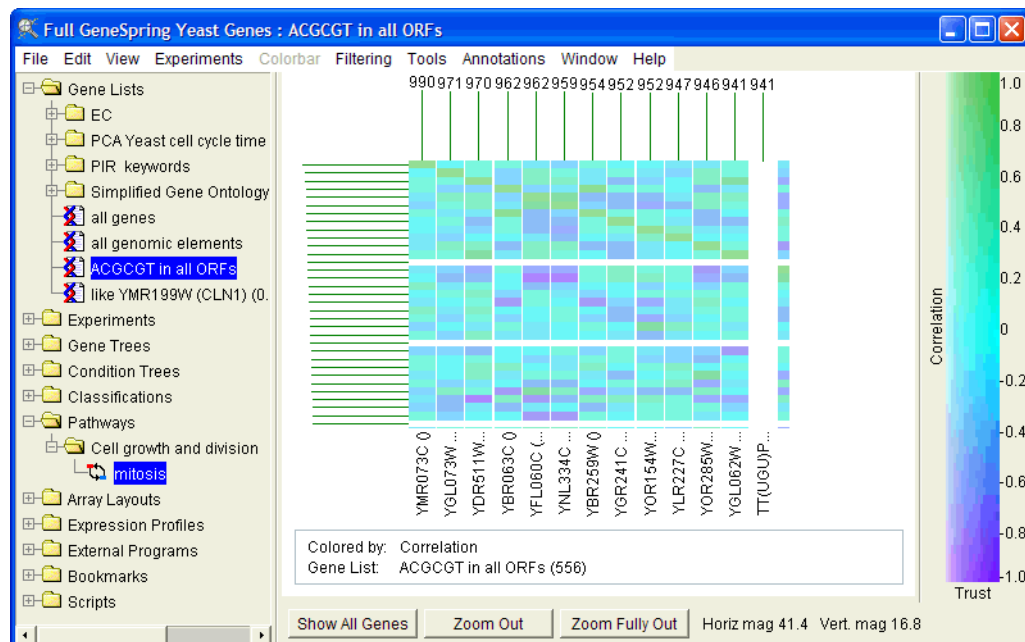 Full GeneSpring Yeast Genes : ACGCGT in all ORFs
File Edit View Experiments Colorbar Filtering Tools Annotations Window Help
Gene Lists
EC
PCA Yeast cell cycle time
PIR keywords
Simplified Gene Ontology
all genes
all genomic elements
ACGCGT in all ORFs
like YMR199W (CLN1) (0.
Experiments
Gene Trees
Condition Trees
Classifications
Pathways
Cell growth and division
mitosis
Array Layouts
Expression Profiles
External Programs
Bookmarks
Scripts
990 971 970 962 962 959 954 952 952 947 946 941 941
YMR073C ()
YGL073W ...
YDR511W...
YBR063C ()
YFL060C (...
YNL334C ...
YBR259W ()
YGR241C ...
YOR154W...
YLR227C ...
YOR285W...
YGL062W ...
TT(UGU)P...
Colored by: Correlation
Gene List: ACGCGT in all ORFs (556)
Show All Genes Zoom Out Zoom Fully Out Horiz mag 41.4 Vert. mag 16.8
Correlation
1.0
0.8
0.6
0.4
0.2
0
-0.2
-0.4
-0.6
-0.8
-1.0
Trust